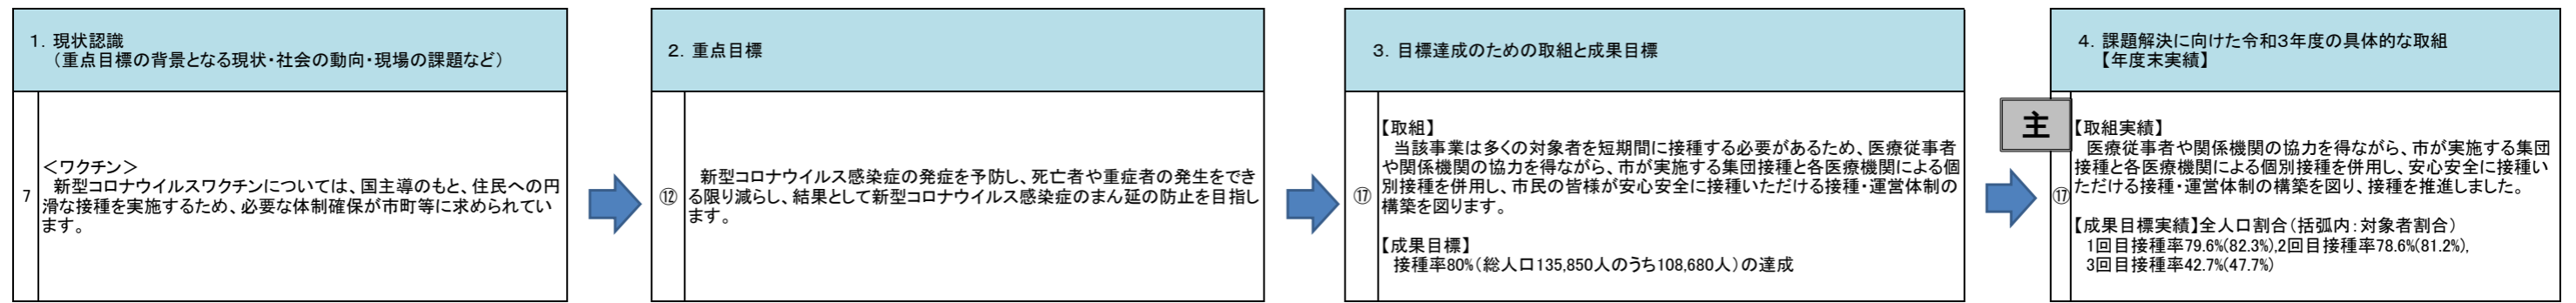 1．現状認識
（重点目標の背景となる現状・社会の動向・現場の課題など）
7
＜ワクチン＞
新型コロナウイルスワクチンについては、国主導のもと、住民への円
滑な接種を実施するため、必要な体制確保が市町等に求められてい
ます。
2．重点目標
⑫
新型コロナウイルス感染症の発症を予防し、死亡者や重症者の発生をでき
る限り減らし、結果として新型コロナウイルス感染症のまん延の防止を目指し
ます。
3．目標達成のための取組と成果目標
⑰
【取組】
当該事業は多くの対象者を短期間に接種する必要があるため、医療従事者
や関係機関の協力を得ながら、市が実施する集団接種と各医療機関による個
別接種を併用し、市民の皆様が安心安全に接種いただける接種・運営体制の
構築を図ります。
【成果目標】
接種率80%（総人口135,850人のうち108,680人）の達成
4．課題解決に向けた令和3年度の具体的な取組
【年度末実績】
主
⑰
【取組実績】
医療従事者や関係機関の協力を得ながら、市が実施する集団
接種と各医療機関による個別接種を併用し、安心安全に接種い
ただける接種・運営体制の構築を図り、接種を推進しました。
【成果目標実績】全人口割合（括弧内：対象者割合）
1回目接種率79.6%(82.3%),2回目接種率78.6%(81.2%),
3回目接種率42.7%(47.7%)